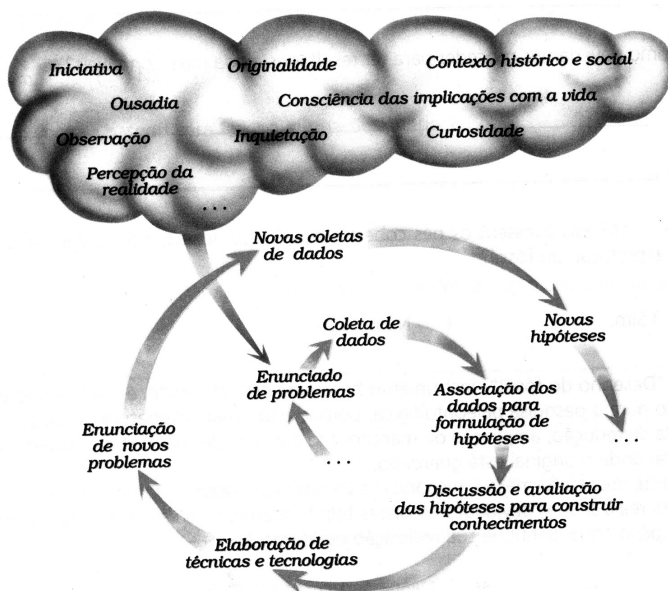 Iniciativa
Originalidade
Contexto histórico e social
Ousadia
Consciência das implicações com a vida
Observação
Inquietação
Curiosidade
Percepção da
realidade
...
Novas coletas
de dados
Coleta de
dados
Novas
hipóteses
Enunciado
de problemas
Associação dos
dados para
formulação de
hipóteses
...
...
Enunciação
de novos
problemas
Discussão e avaliação
das hipóteses para construir
conhecimentos
Elaboração de
técnicas e tecnologias